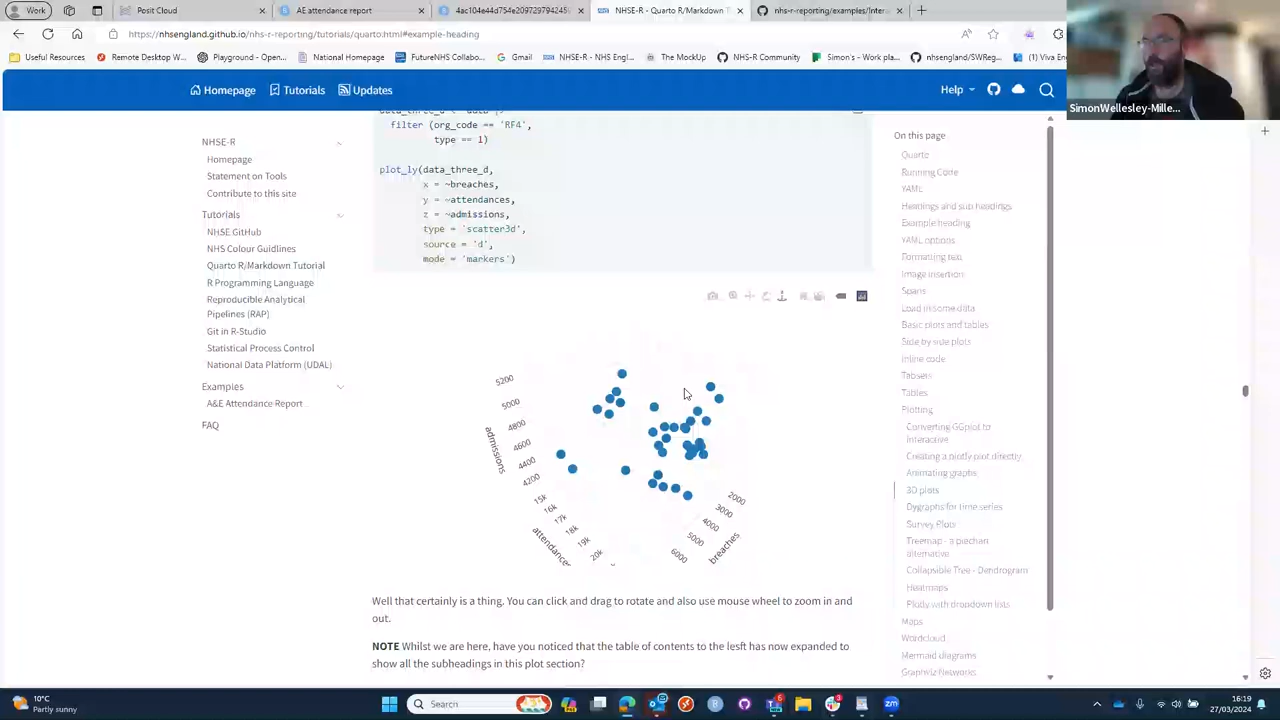 Posit Cloud
AE attendance report
4ac104e44d754e2097297942459
NHSE-R - Quarto R/Markdown T
nhs-r-reporting/examples/Intera
https://nhsengland.github.io/nhs-r-reporting/tutorials/quarto.html#example-heading
Useful Resources
Remote Desktop W...
Playground - Open...
National Homepage
FutureNHS Collabo...
Gmail
NHSE-R - NHS Engl...
The MockUp
NHS-R Community
Simon's - Work pla...
nhsengland/SWReg...
Viva En
SimonWellesley-Mille...
Homepage
Tutorials
Updates
Help
NHSE-R
Homepage
Statement on Tools
Contribute to this site
Tutorials
NHSE GitHub
NHS Colour Guidlines
Quarto R/Markdown Tutorial
R Programming Language
Reproducible Analytical
Pipelines (RAP)
Git in R-Studio
Statistical Process Control
National Data Platform (UDAL)
Examples
A&E Attendance Report
FAQ
filter (org_code == 'RF4',
type == 1)
plot_ly(data_three_d,
x = ~breaches,
y = ~attendances,
z = ~admissions,
type = 'scatter3d',
source = 'd',
mode = 'markers')
5200
5000
4800
4600
4400
4200
admissions
15k
16k
17k
18k
19k
20k
2000
3000
4000
5000
6000
breaches
Well that certainly is a thing. You can click and drag to rotate and also use mouse wheel to zoom in and
out.
NOTE Whilst we are here, have you noticed that the table of contents to the lesft has now expanded to
show all the subheadings in this plot section?
On this page
Quarto
Running Code
YAML
Headings and sub headings
Example heading
YAML options
Formatting text
Image insertion
Spans
Load in some data
Basic plots and tables
Side by side plots
Inline code
Tabsets
Tables
Plotting
Converting GGplot to
interactive
Creating a plotly plot directly
Animating graphs
3D plots
Dygraphs for time series
Survey Plots
Treemap - a piechart
alternative
Collapsible Tree - Dendrogram
Heatmaps
Plotly with dropdown lists
Maps
Wordcloud
Mermaid diagrams
Graphviz Networks
10°C
Partly sunny
Search
16:19
27/03/2024